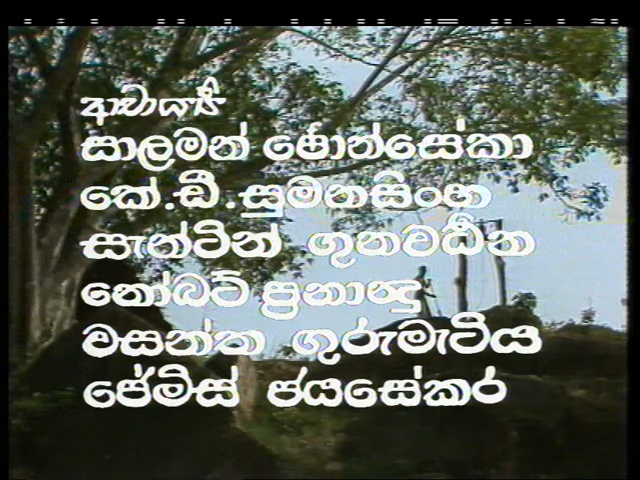 ආචාර්ය්‍ය
සාලමන් ෆොන්සේකා
කේ.ඩී.සුමනසිංහ
සැන්ටින් ගුනවර්ධන
නෝබට් ප්‍රනාන්දු
වසන්ත ගුරුමැටිය
ජේමිස් ජයසේකර